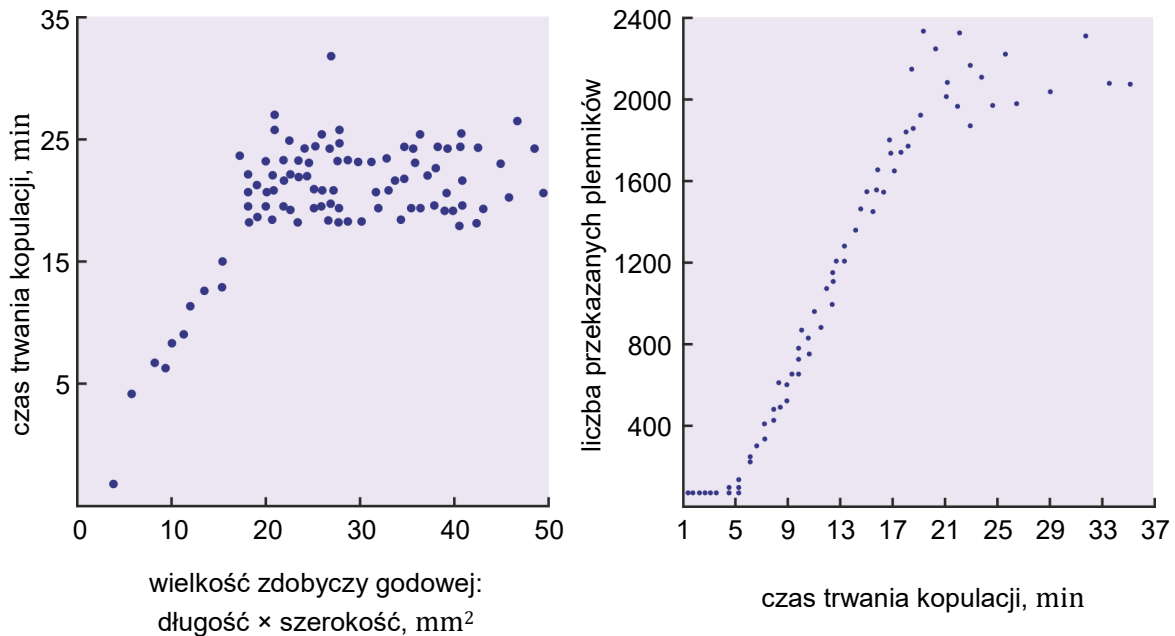 35
25
15
5
0 10 20 30 40 50
czas trwania kopulacji, min
wielkość zdobyczy godowej:
długość × szerokość, mm²
2400
2000
1600
1200
800
400
1 5 9 13 17 21 25 29 33 37
liczba przekazanych plemników
czas trwania kopulacji, min